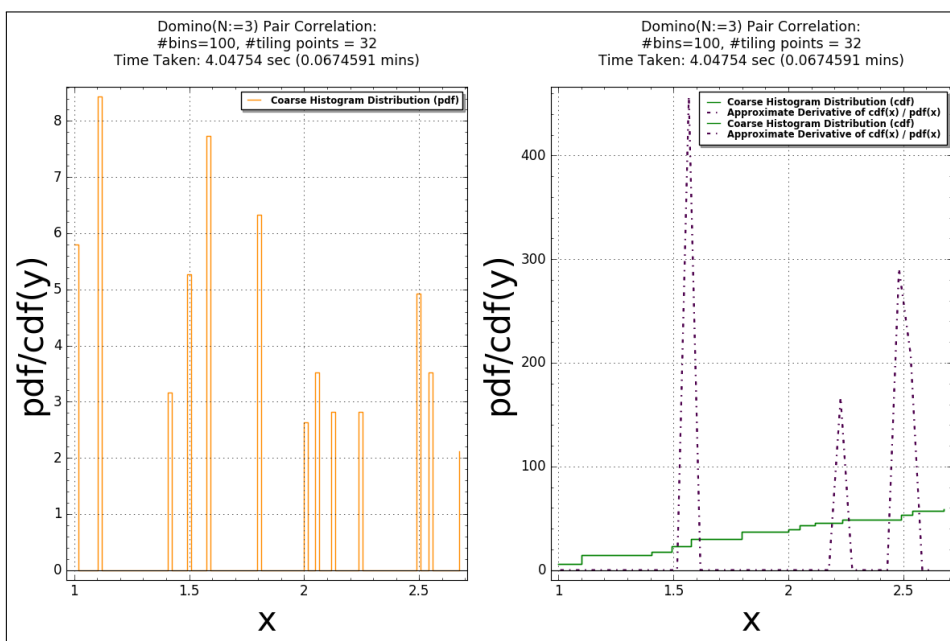 Domino(N:=3) Pair Correlation:
#bins=100, #tiling points = 32
Time Taken: 4.04754 sec (0.0674591 mins)
Coarse Histogram Distribution (pdf)
8
7
6
5
4
3
2
1
0
pdf/cdf(y)
1
1.5
2
2.5
x
Domino(N:=3) Pair Correlation:
#bins=100, #tiling points = 32
Time Taken: 4.04754 sec (0.0674591 mins)
Coarse Histogram Distribution (cdf)
Approximate Derivative of cdf(x) / pdf(x)
Coarse Histogram Distribution (cdf)
Approximate Derivative of cdf(x) / pdf(x)
400
300
200
100
0
pdf/cdf(y)
1
1.5
2
2.5
x